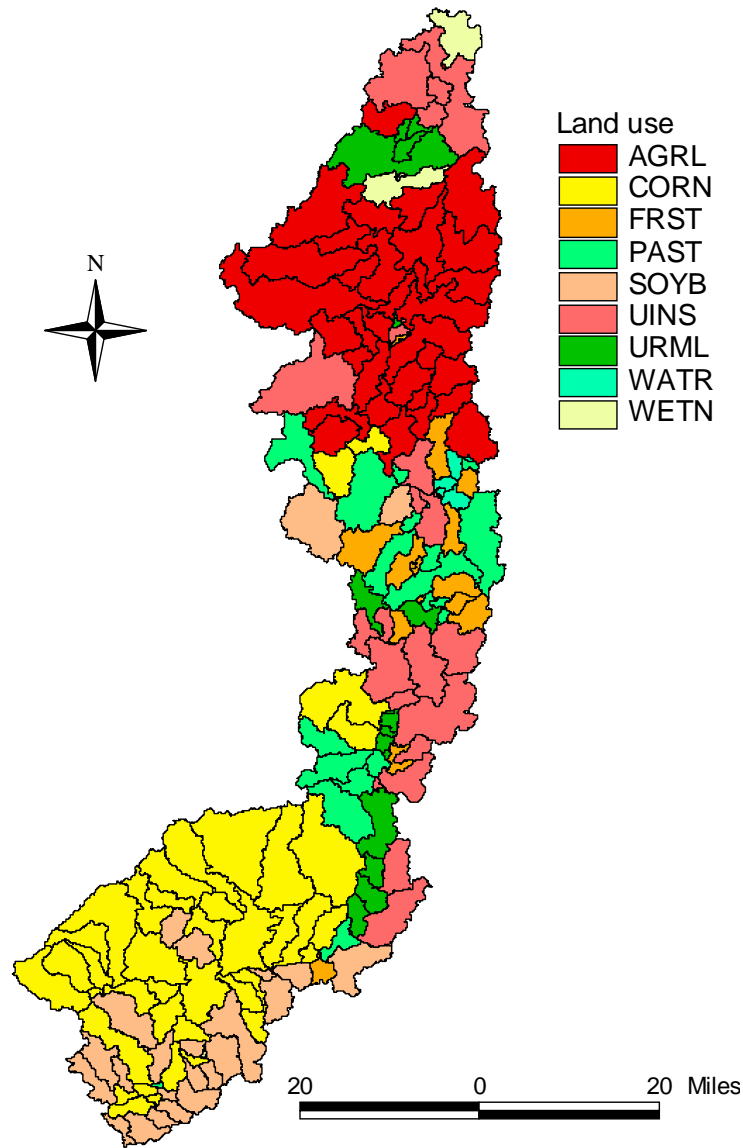 Land use
AGRL
CORN
FRST
PAST
SOYB
UINS
URML
WATR
WETN
N
20 0 20 Miles